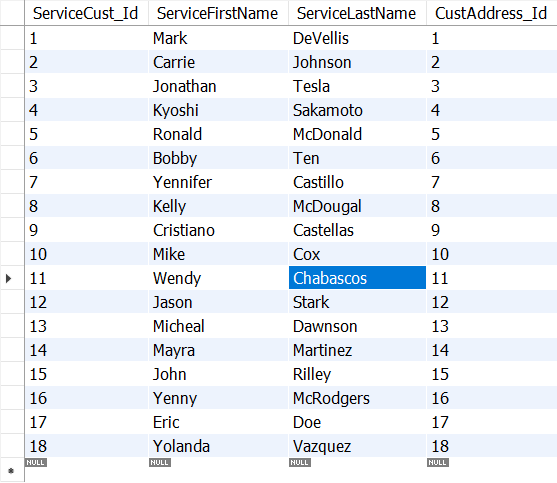 ServiceCust_Id ServiceFirstName ServiceLastName CustAddress_Id
1 Mark DeVellis 1
2 Carrie Johnson 2
3 Jonathan Tesla 3
4 Kyoshi Sakamoto 4
5 Ronald McDonald 5
6 Bobby Ten 6
7 Yennifer Castillo 7
8 Kelly McDougal 8
9 Cristiano Castellas 9
10 Mike Cox 10
11 Wendy Chabascos 11
12 Jason Stark 12
13 Micheal Dawnson 13
14 Mayra Martinez 14
15 John Rilley 15
16 Yenny McRodgers 16
17 Eric Doe 17
18 Yolanda Vazquez 18
NULL NULL NULL NULL